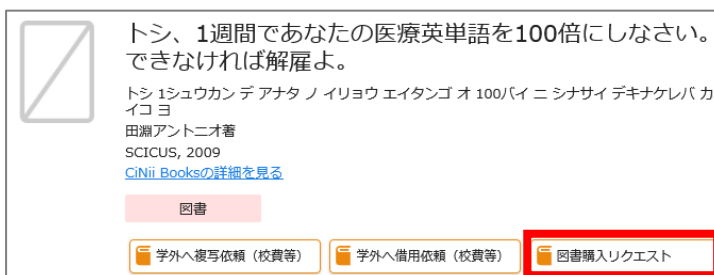 トシ、1週間であなたの医療英単語を100倍にしなさい。
できなければ解雇よ。
トシ 1シュウカン デ アナタ ノ イリョウ エイタンゴ オ 100バイ ニ シナサイ デキナケレバ カ
イコ ヨ
田淵アントニオ著
SCICUS, 2009
CiNii Booksの詳細を見る
図書
学外へ複写依頼（校費等） 学外へ借用依頼（校費等） 図書購入リクエスト